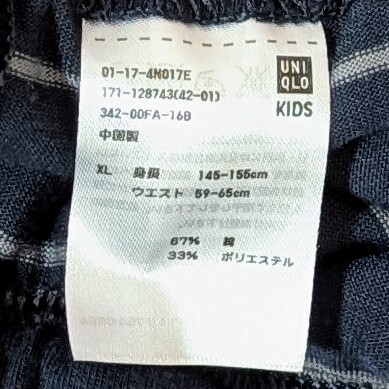 01-17-4N017E
UNI
QLO
KIDS
171-128743(42-01)
342-00FA-16B
中国製
XL 身長 145-155cm
ウエスト 59-65cm
67% 綿
33% ポリエステル